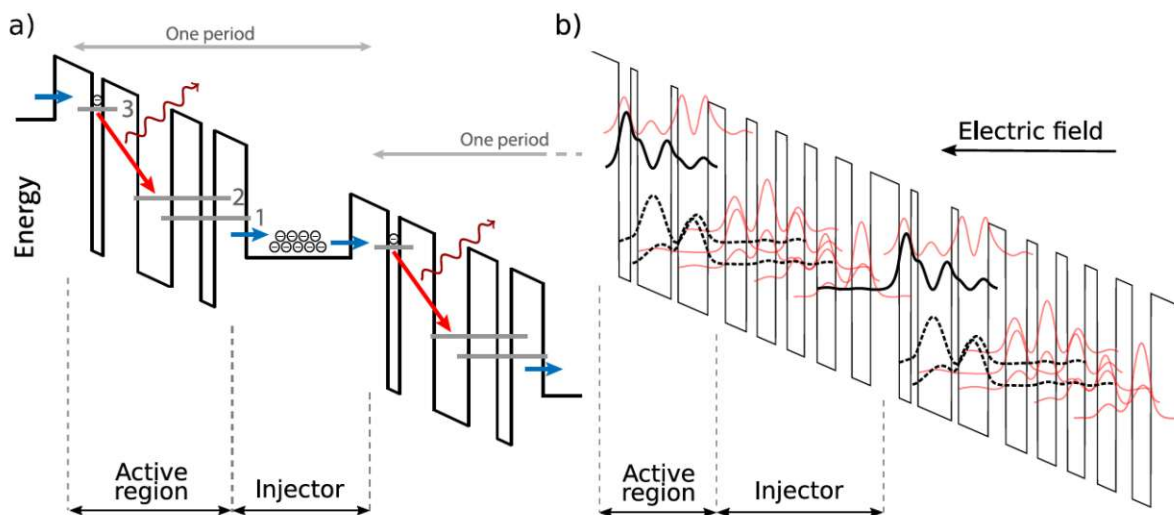 a)
One period
3
2
1
One period
Energy
Active
region
Injector
b)
Electric field
Active
region
Injector